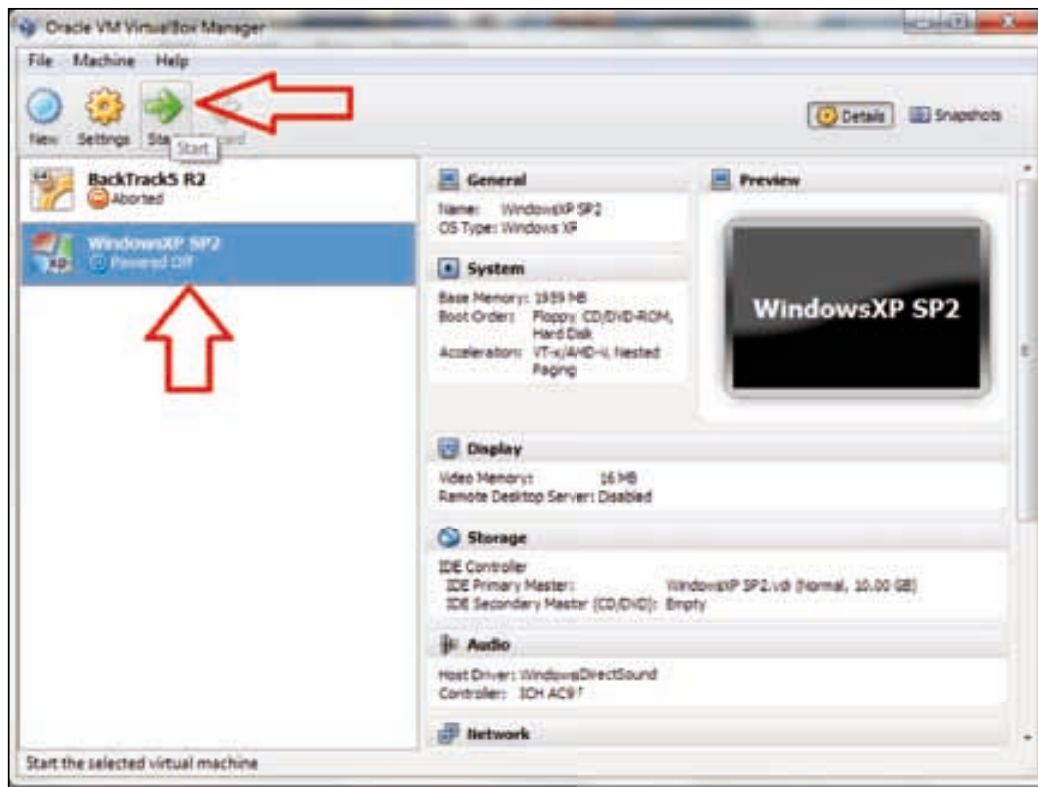 Oracle VM VirtualBox Manager
File Machine Help
New Settings Start
Start
Details Snapshots
BackTrack5 R2
Aborted
WindowsXP SP2
Powered Off
General
Name: WindowsXP SP2
OS Type: Windows XP
System
Base Memory: 1939 MB
Boot Order: Floppy, CD/DVD-ROM,
Hard Disk
Acceleration: VT-x/AMD-V, Nested
Paging
Preview
WindowsXP SP2
Display
Video Memory: 16 MB
Remote Desktop Server: Disabled
Storage
IDE Controller
IDE Primary Master: WindowsXP SP2.vdi (Normal, 10.00 GB)
IDE Secondary Master (CD/DVD): Empty
Audio
Host Driver: Windows DirectSound
Controller: ICH AC97
Network
Start the selected virtual machine